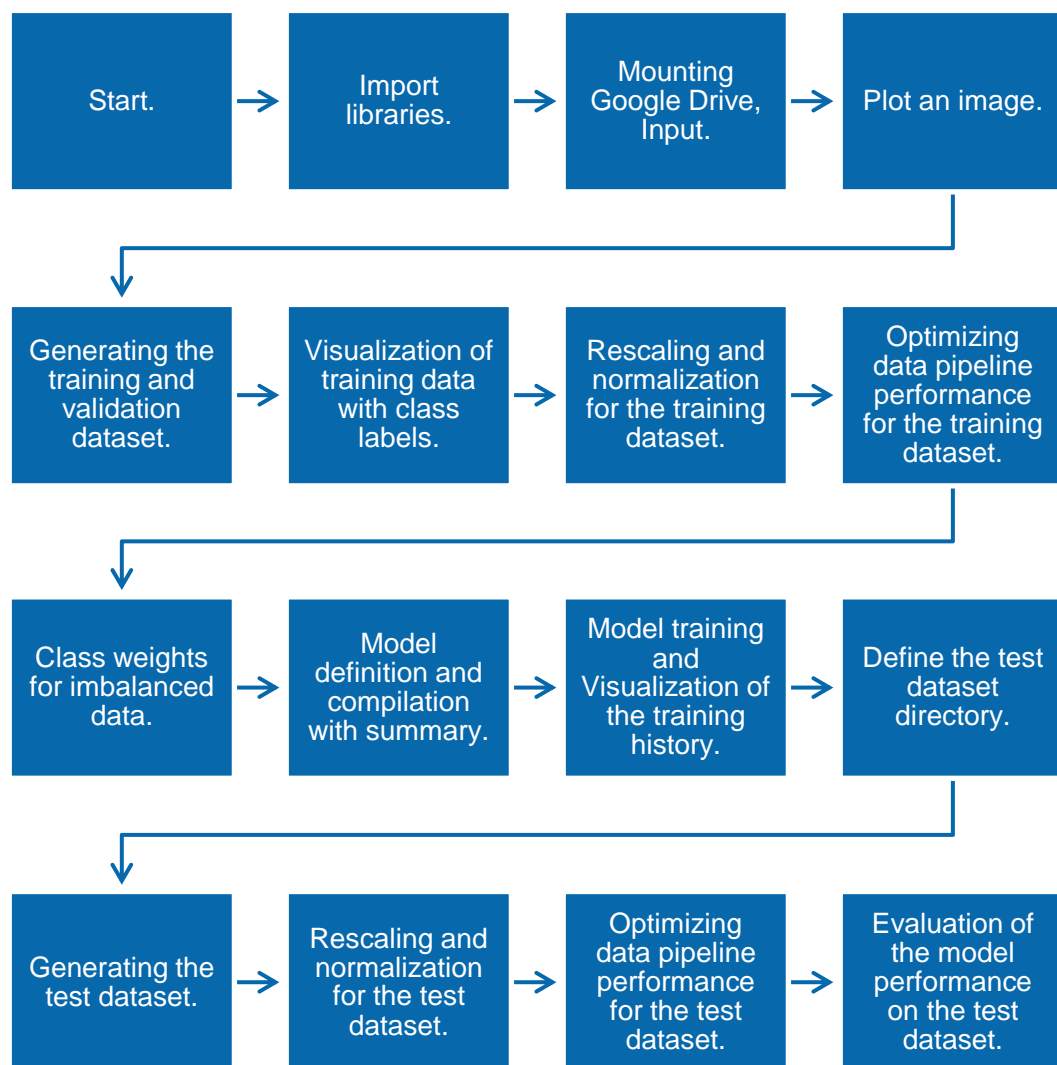 Start.
Import
libraries.
Mounting
Google Drive,
Input.
Plot an image.
Generating the
training and
validation
dataset.
Visualization of
training data
with class
labels.
Rescaling and
normalization
for the training
dataset.
Optimizing
data pipeline
performance
for the training
dataset.
Class weights
for imbalanced
data.
Model
definition and
compilation
with summary.
Model training
and
Visualization of
the training
history.
Define the test
dataset
directory.
Generating the
test dataset.
Rescaling and
normalization
for the test
dataset.
Optimizing
data pipeline
performance
for the test
dataset.
Evaluation of
the model
performance
on the test
dataset.